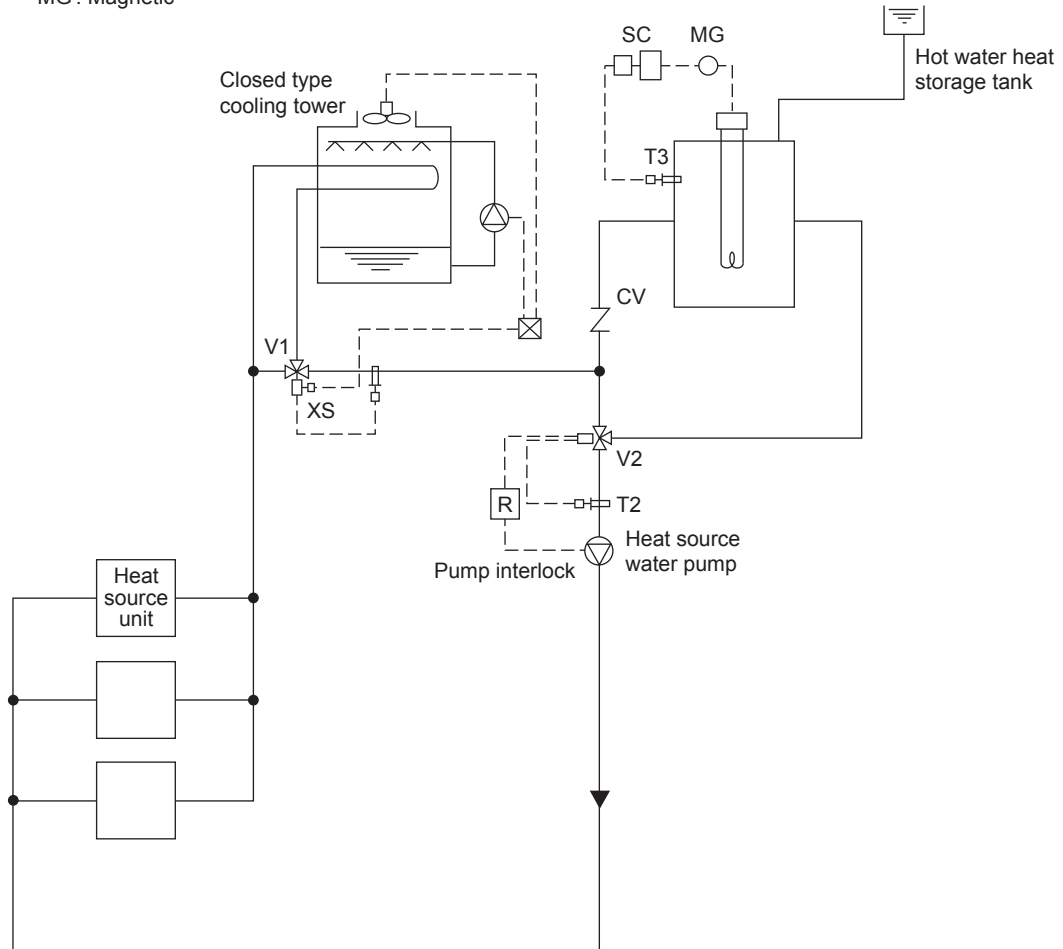 MG : Magnetic
SC
MG
Hot water heat
storage tank
Closed type
cooling tower
T3
CV
V1
XS
V2
R
T2
Heat source
water pump
Pump interlock
Heat
source
unit